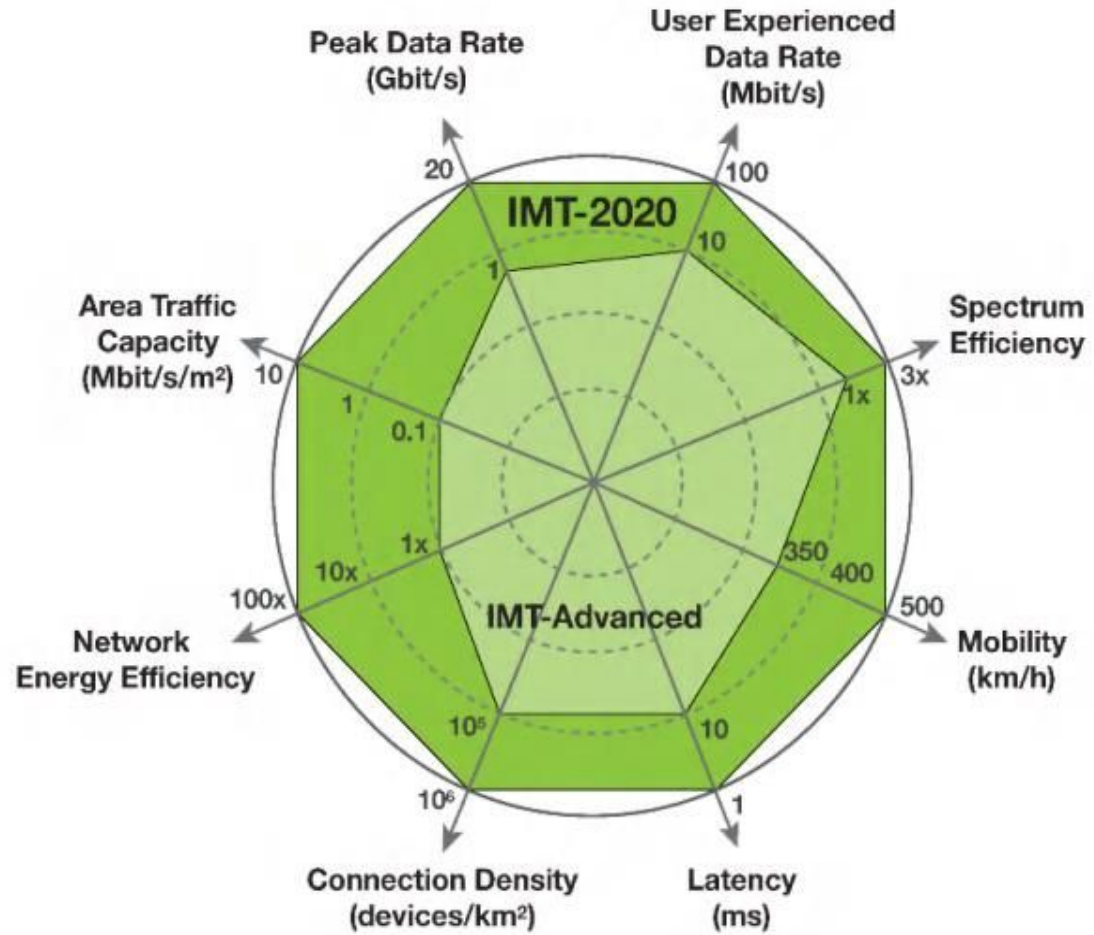 User Experienced
Data Rate
(Mbit/s)
Peak Data Rate
(Gbit/s)
20
100
IMT-2020
10
1
Area Traffic
Capacity
(Mbit/s/m²)
Spectrum
Efficiency
10
3x
1
1x
0.1
1x
350
10x
400
100x
500
Network
Energy Efficiency
IMT-Advanced
Mobility
(km/h)
10⁵
10
10⁶
1
Connection Density
(devices/km²)
Latency
(ms)